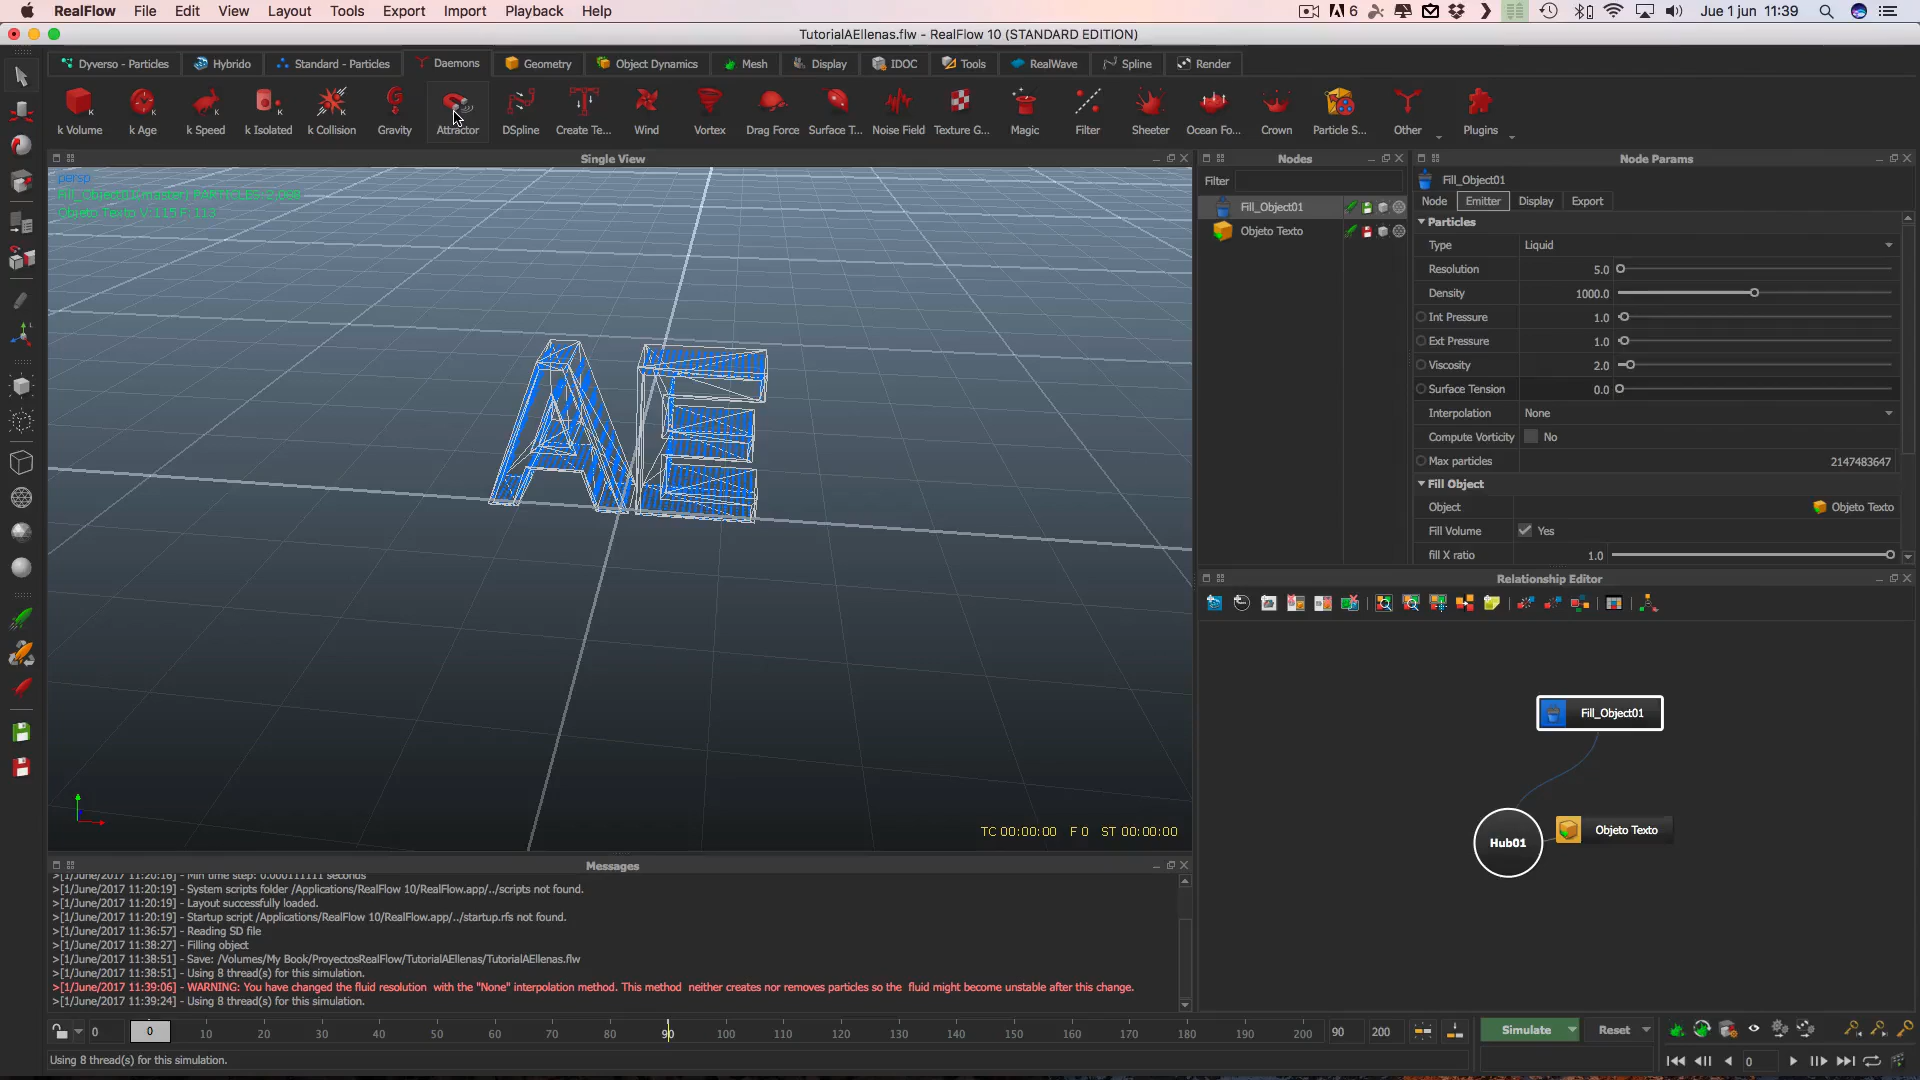 RealFlow File Edit View Layout Tools Export Import Playback Help
6 Jue 1 jun 11:39
TutorialAEllenas.flw - RealFlow 10 (STANDARD EDITION)
Dyverso - Particles Hybrido Standard - Particles Daemons Geometry Object Dynamics Mesh Display IDOC Tools RealWave Spline Render
k Volume k Age k Speed k Isolated k Collision Gravity Attractor DSpline Create Te... Wind Vortex Drag Force Surface T... Noise Field Texture G... Magic Filter Sheeter Ocean Fo... Crown Particle S... Other Plugins
Single View
persp
Objeto Texto V: 115 F: 113
TC 00:00:00 F 0 ST 00:00:00
Nodes
Filter
Fill_Object01
Objeto Texto
Node Params
Fill_Object01
Node Emitter Display Export
Particles
Type Liquid
Resolution 5.0
Density 1000.0
Int Pressure 1.0
Ext Pressure 1.0
Viscosity 2.0
Surface Tension 0.0
Interpolation None
Compute Vorticity No
Max particles 2147483647
Fill Object
Object Objeto Texto
Fill Volume Yes
fill X ratio 1.0
Relationship Editor
Fill_Object01
Hub01
Objeto Texto
Messages
>[1/June/2017 11:20:16] - Min time step: 0.000111111 seconds
>[1/June/2017 11:20:19] - System scripts folder /Applications/RealFlow 10/RealFlow.app/../scripts not found.
>[1/June/2017 11:20:19] - Layout successfully loaded.
>[1/June/2017 11:20:19] - Startup script /Applications/RealFlow 10/RealFlow.app/../startup.rfs not found.
>[1/June/2017 11:36:57] - Reading SD file
>[1/June/2017 11:38:27] - Filling object
>[1/June/2017 11:38:51] - Save: /Volumes/My Book/ProyectosRealFlow/TutorialAEllenas/TutorialAEllenas.flw
>[1/June/2017 11:38:51] - Using 8 thread(s) for this simulation.
>[1/June/2017 11:39:06] - WARNING: You have changed the fluid resolution with the "None" interpolation method. This method neither creates nor removes particles so the fluid might become unstable after this change.
>[1/June/2017 11:39:24] - Using 8 thread(s) for this simulation.
0 0 10 20 30 40 50 60 70 80 90 100 110 120 130 140 150 160 170 180 190 200 90 200
Simulate Reset
Using 8 thread(s) for this simulation.
0